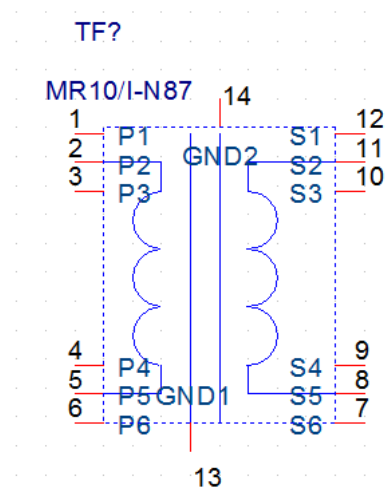 TF?
MR10/I-N87
14
1 P1 S1 12
2 P2 GND2 S2 11
3 P3 S3 10
4 P4 S4 9
5 P5 GND1 S5 8
6 P6 S6 7
13